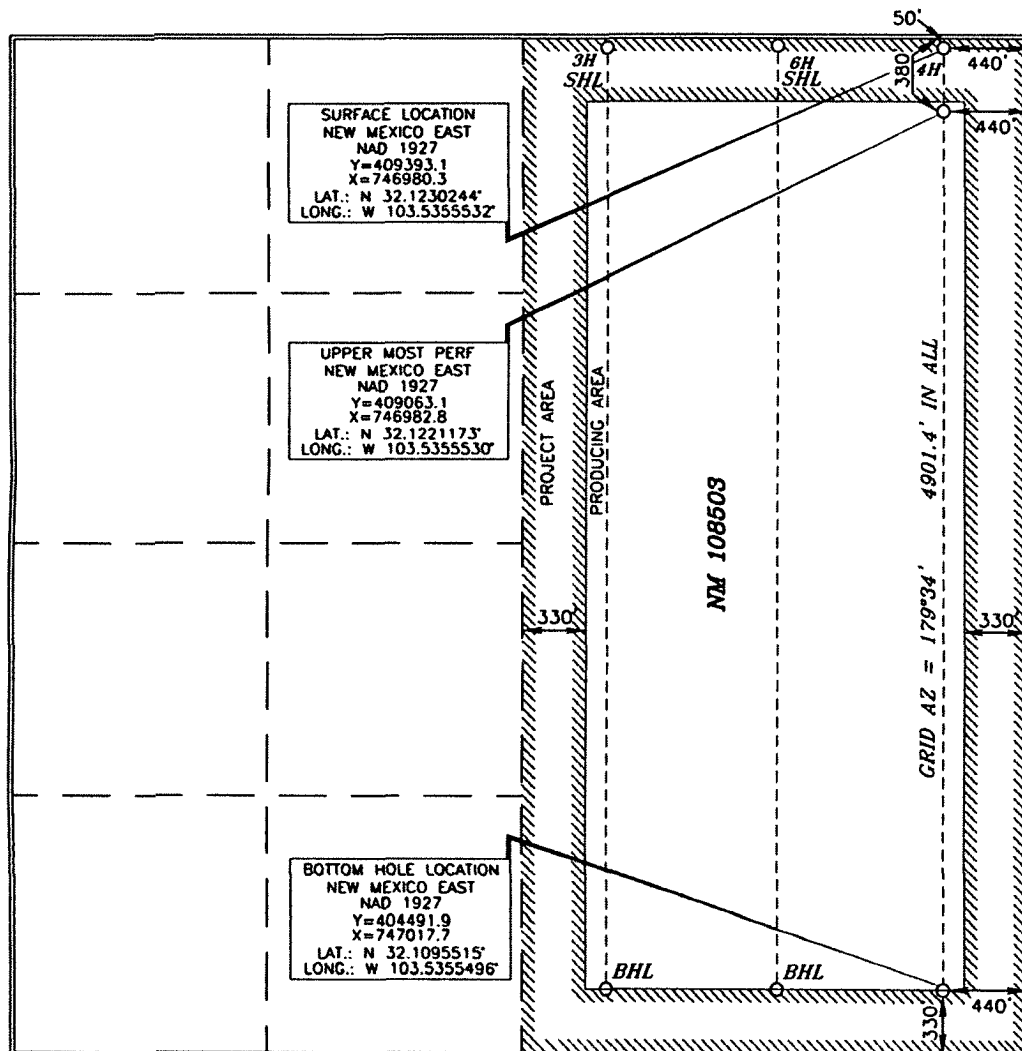 50'
3H
SHL
6H
SHL
380'
4H
440'
440'
SURFACE LOCATION
NEW MEXICO EAST
NAD 1927
Y=409393.1
X=746980.3
LAT.: N 32.1230244°
LONG.: W 103.5355532°
UPPER MOST PERF
NEW MEXICO EAST
NAD 1927
Y=409063.1
X=746982.8
LAT.: N 32.1221173°
LONG.: W 103.5355530°
PROJECT AREA
PRODUCING AREA
NM 108503
GRID AZ = 179°34' 4901.4' IN ALL
330'
330'
BOTTOM HOLE LOCATION
NEW MEXICO EAST
NAD 1927
Y=404491.9
X=747017.7
LAT.: N 32.1095515°
LONG.: W 103.5355496°
BHL
BHL
440'
330'